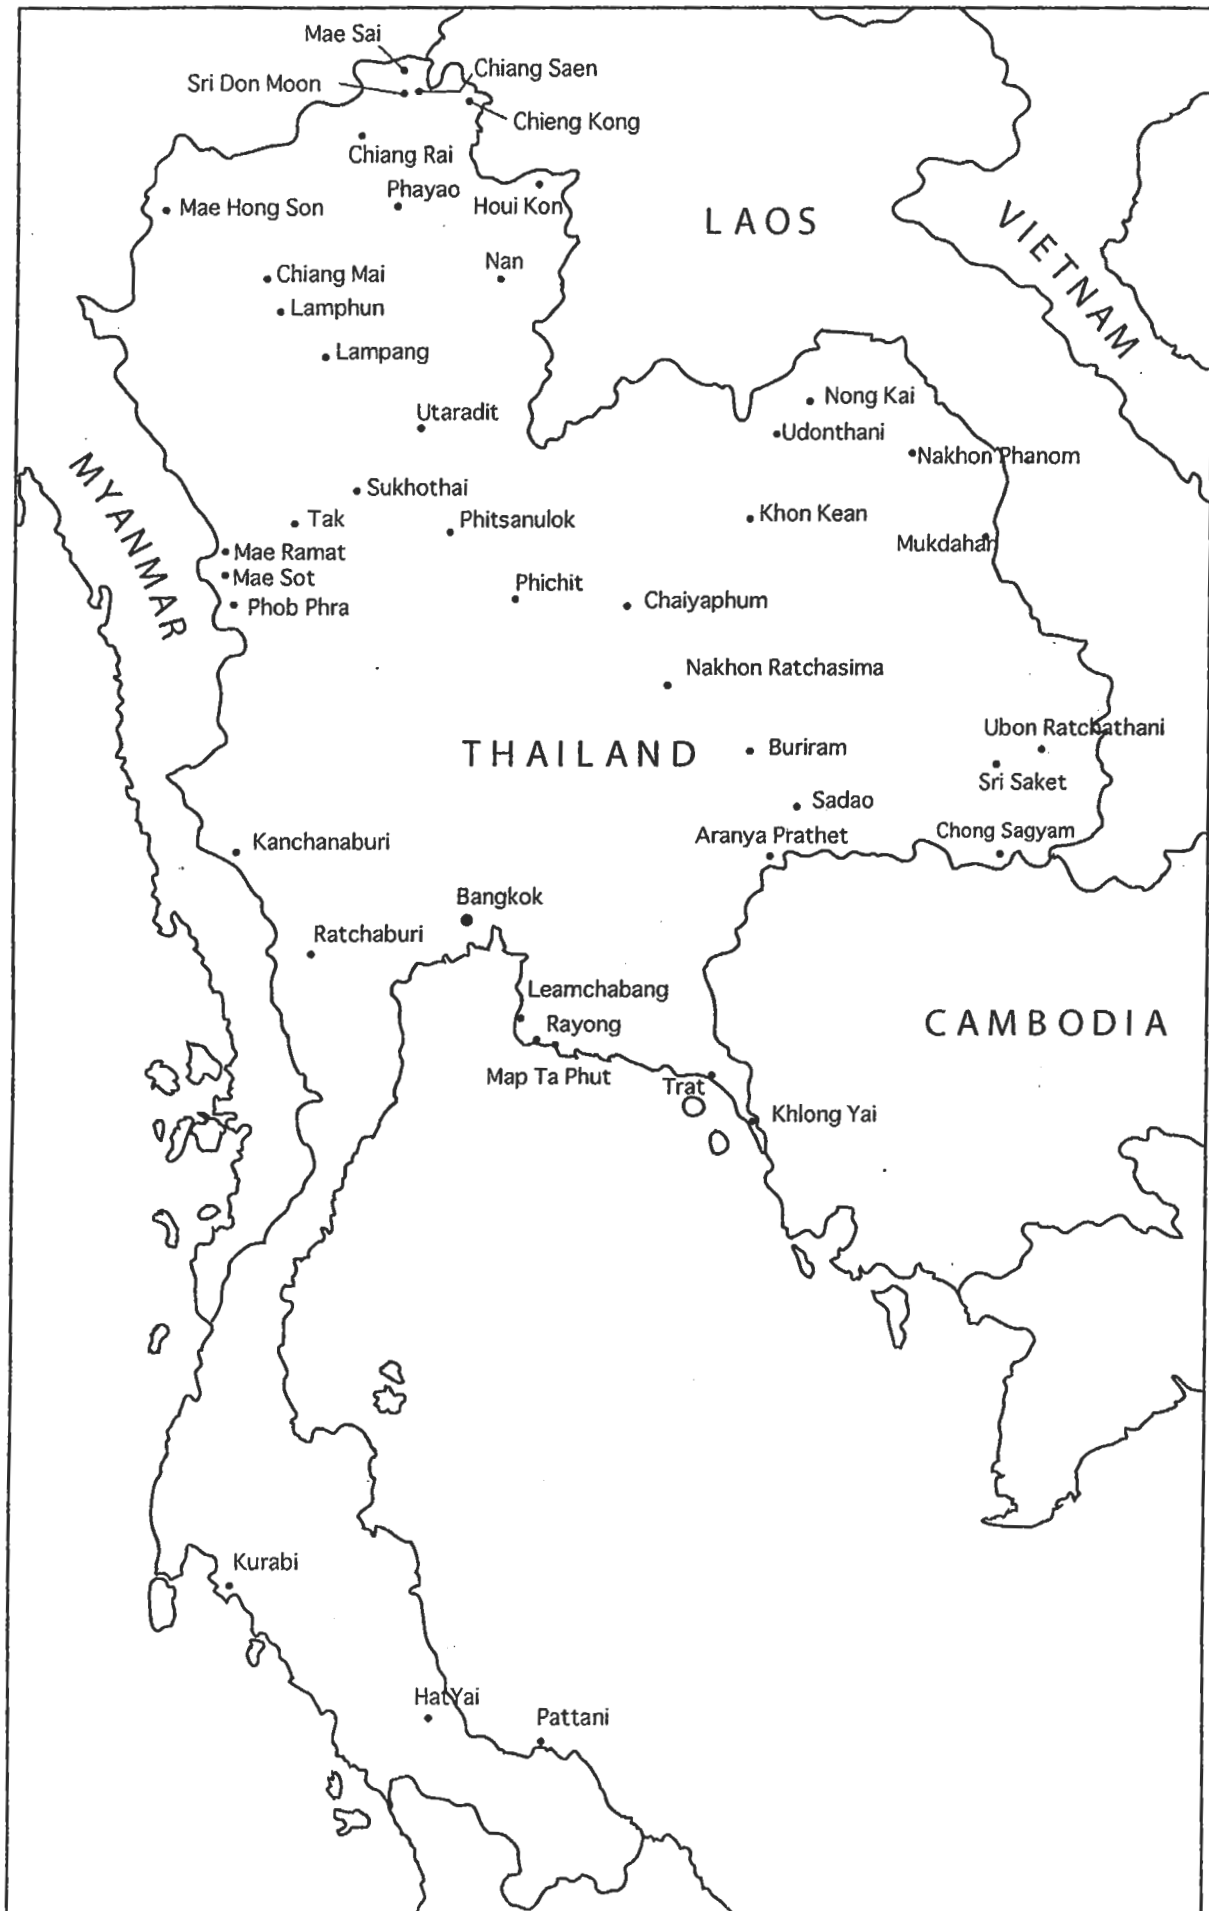 Mae Sai
Chiang Saen
Sri Don Moon
Chieng Kong
Chiang Rai
Phayao
Houi Kon
Mae Hong Son
LAOS
VIETNAM
Nan
Chiang Mai
Lamphun
Lampang
Nong Kai
Utaradit
Udonthani
Nakhon Phanom
MYANMAR
Sukhothai
Tak
Phitsanulok
Khon Kean
Mukdahar
Mae Ramat
Mae Sot
Phob Phra
Phichit
Chaiyaphum
Nakhon Ratchasima
Ubon Ratchathani
THAILAND
Buriram
Sri Saket
Sadao
Aranya Prathet
Chong Sagyam
Kanchanaburi
Bangkok
Ratchaburi
Leamchabang
Rayong
CAMBODIA
Map Ta Phut
Trat
Khlong Yai
Kurabi
HatYai
Pattani